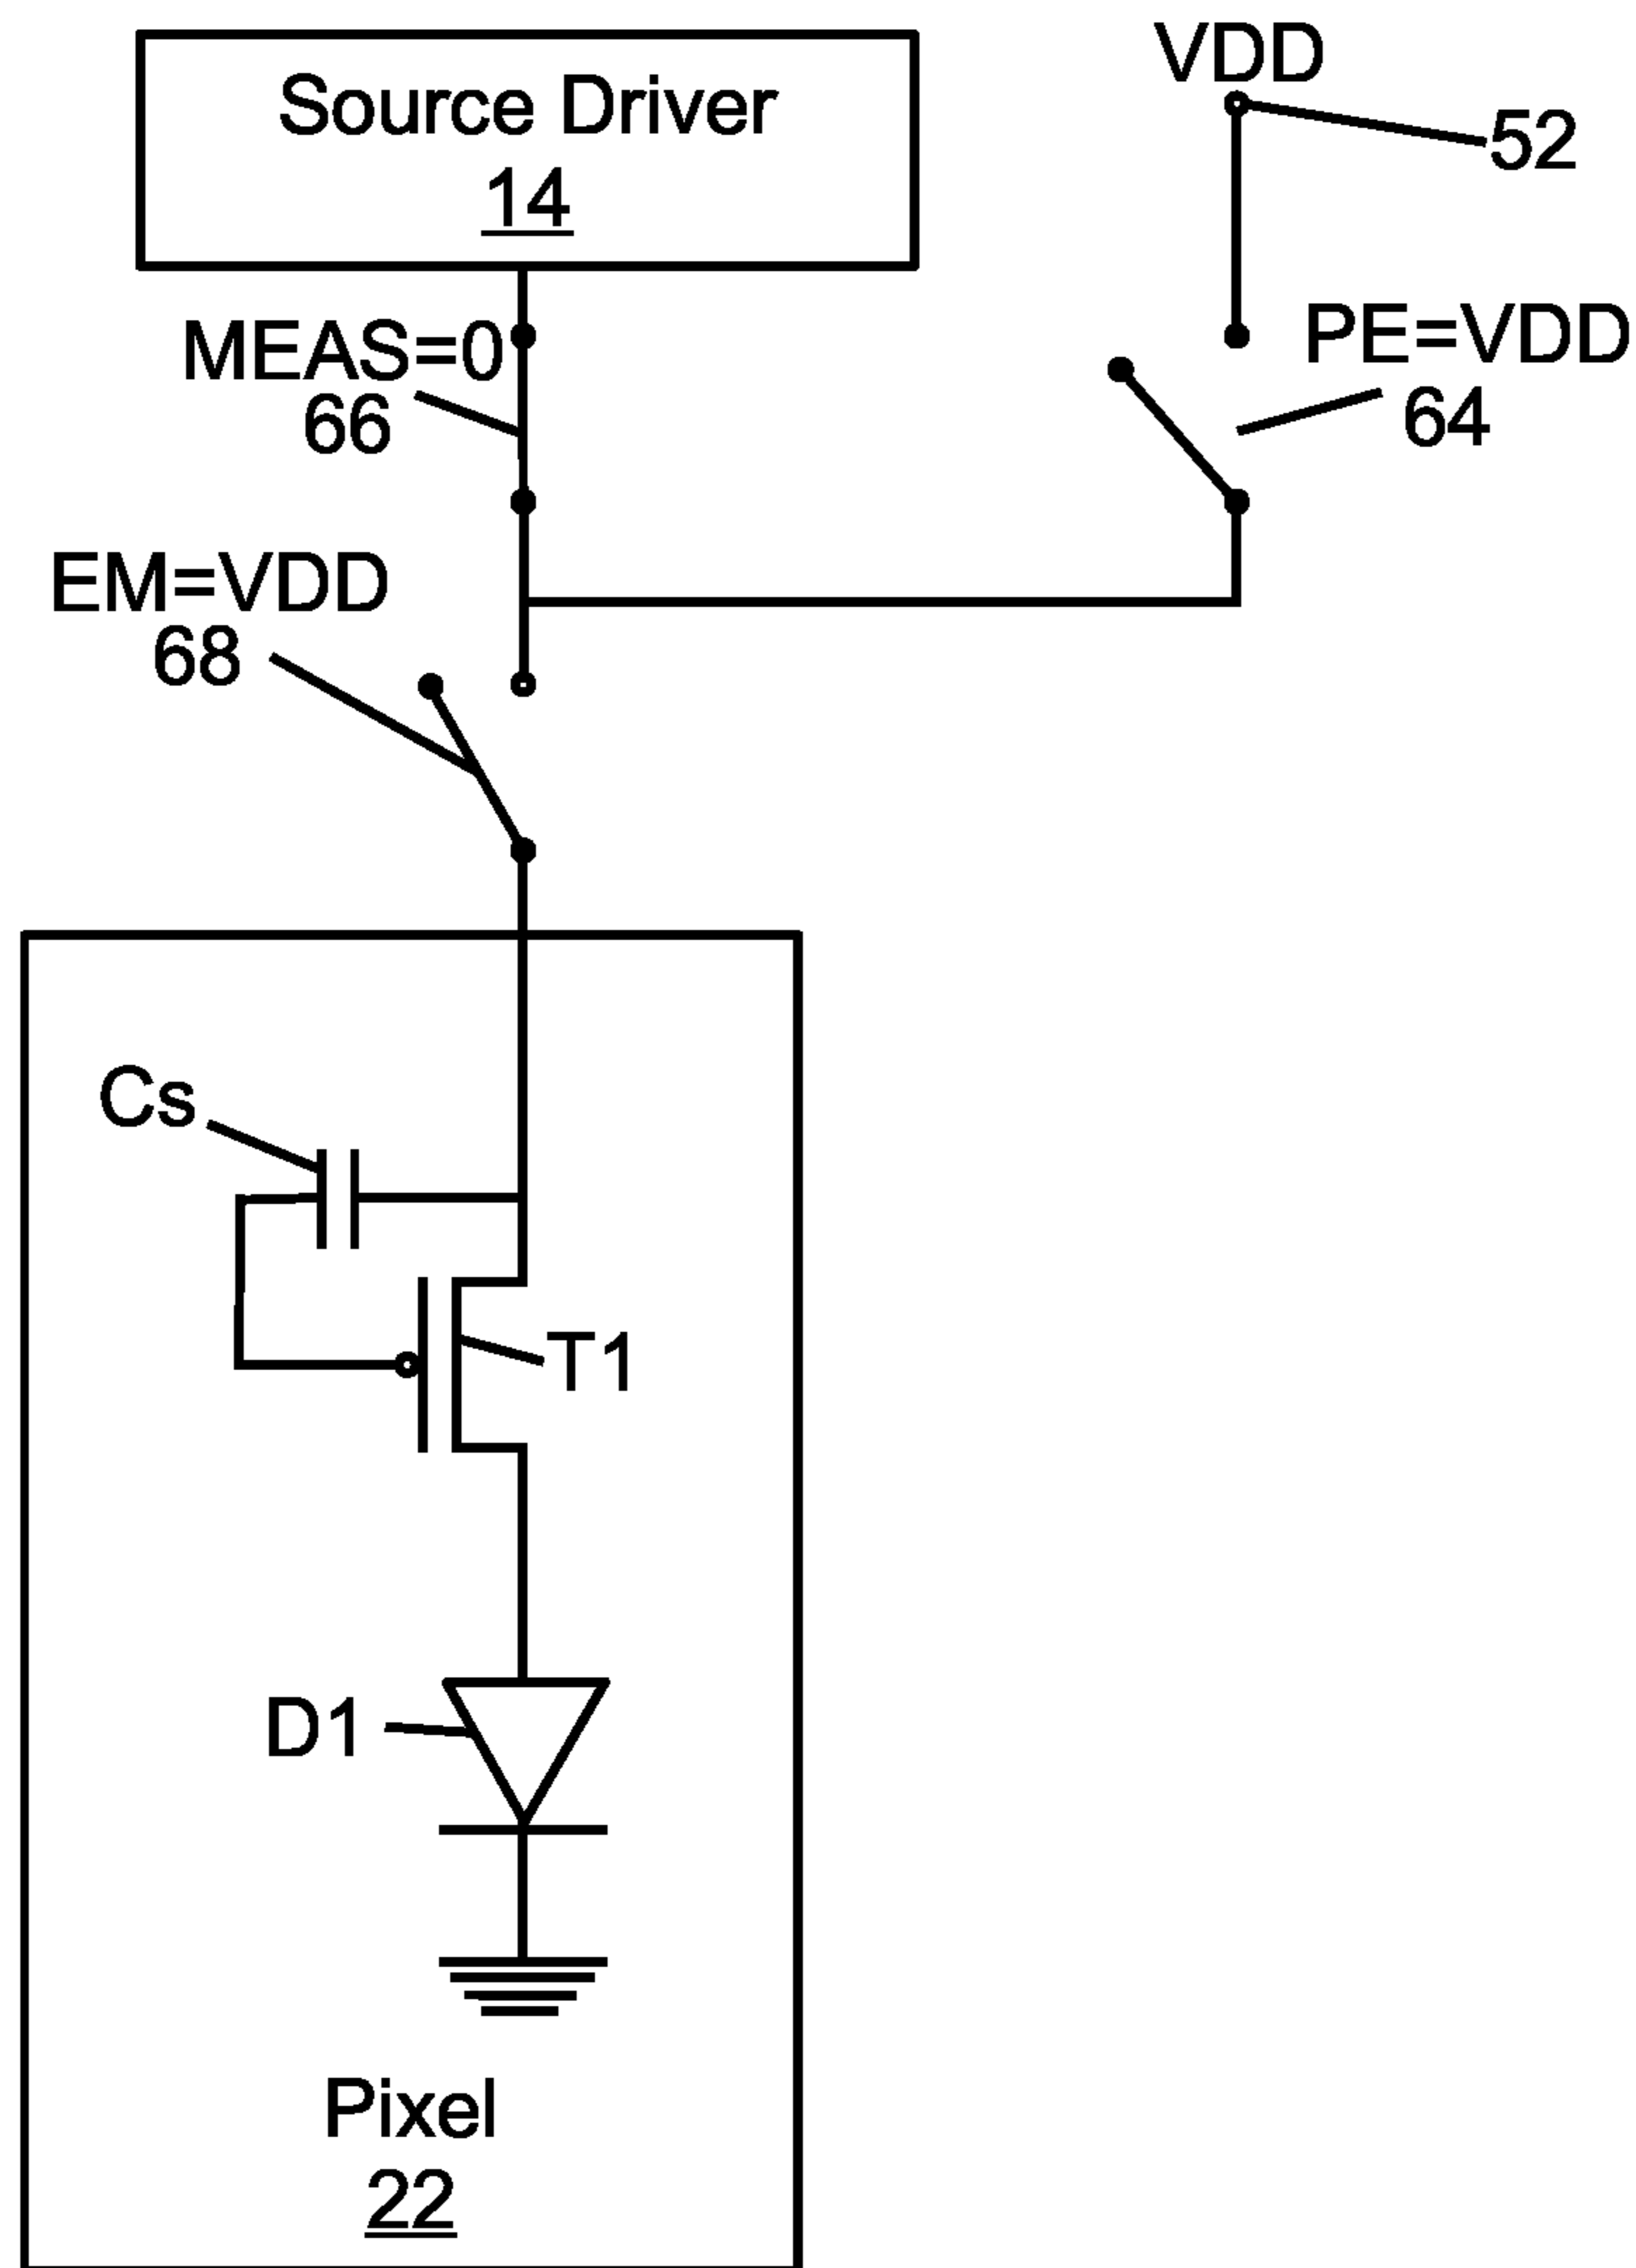 Source Driver
14
VDD
52
MEAS=0
66
PE=VDD
64
EM=VDD
68
Cs
T1
D1
Pixel
22